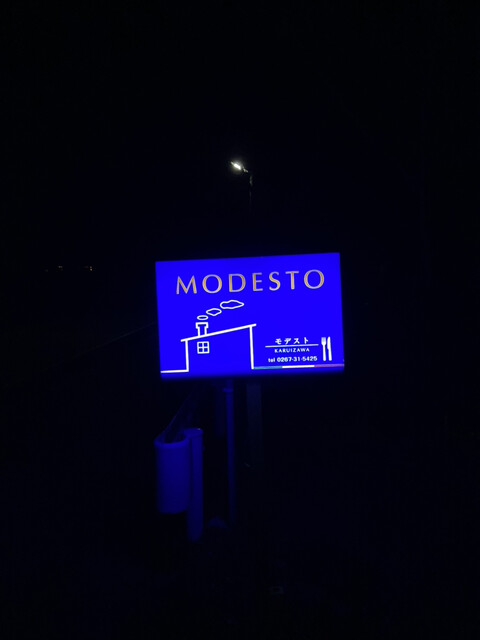 MODESTO
モデスト
KARUIZAWA
tel 0267-31-5425